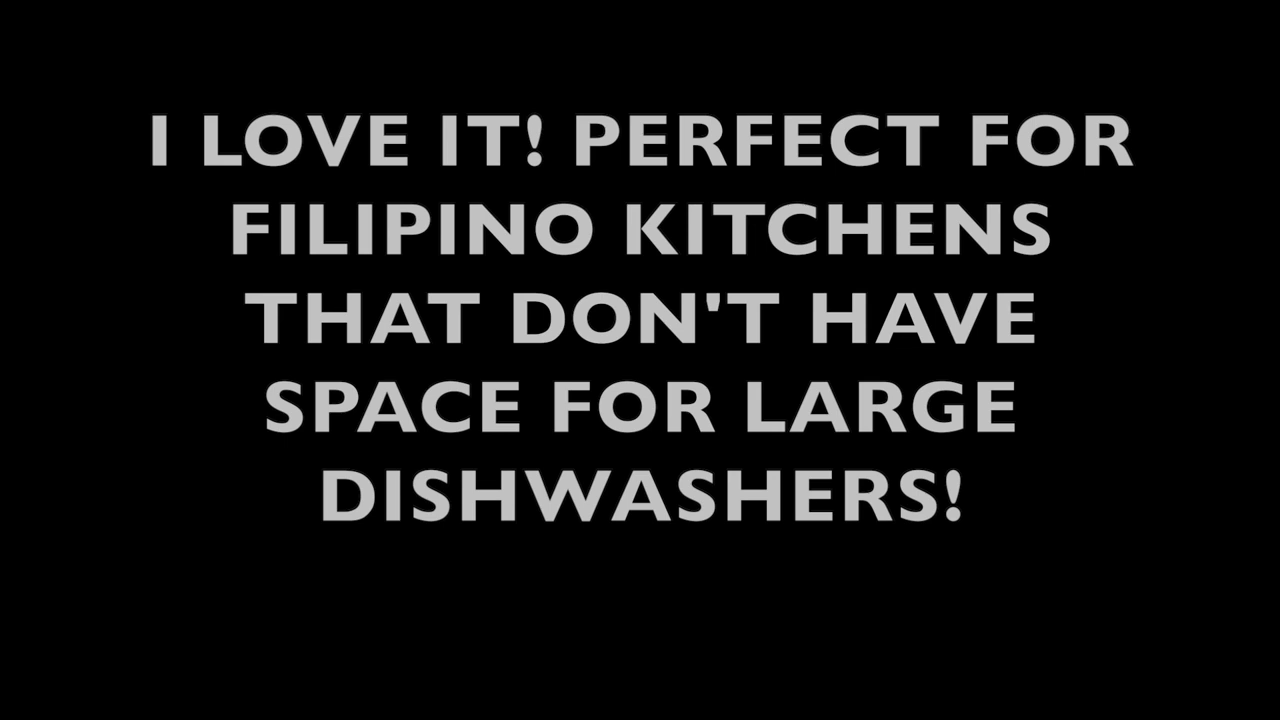 I LOVE IT! PERFECT FOR
FILIPINO KITCHENS
THAT DON'T HAVE
SPACE FOR LARGE
DISHWASHERS!